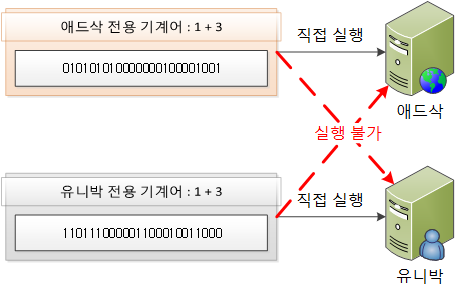 애드삭 전용 기계어 : 1 + 3
010101010000000100001001
직접 실행
애드삭
실행 불가
유니박 전용 기계어 : 1 + 3
110111000001100010011000
직접 실행
유니박